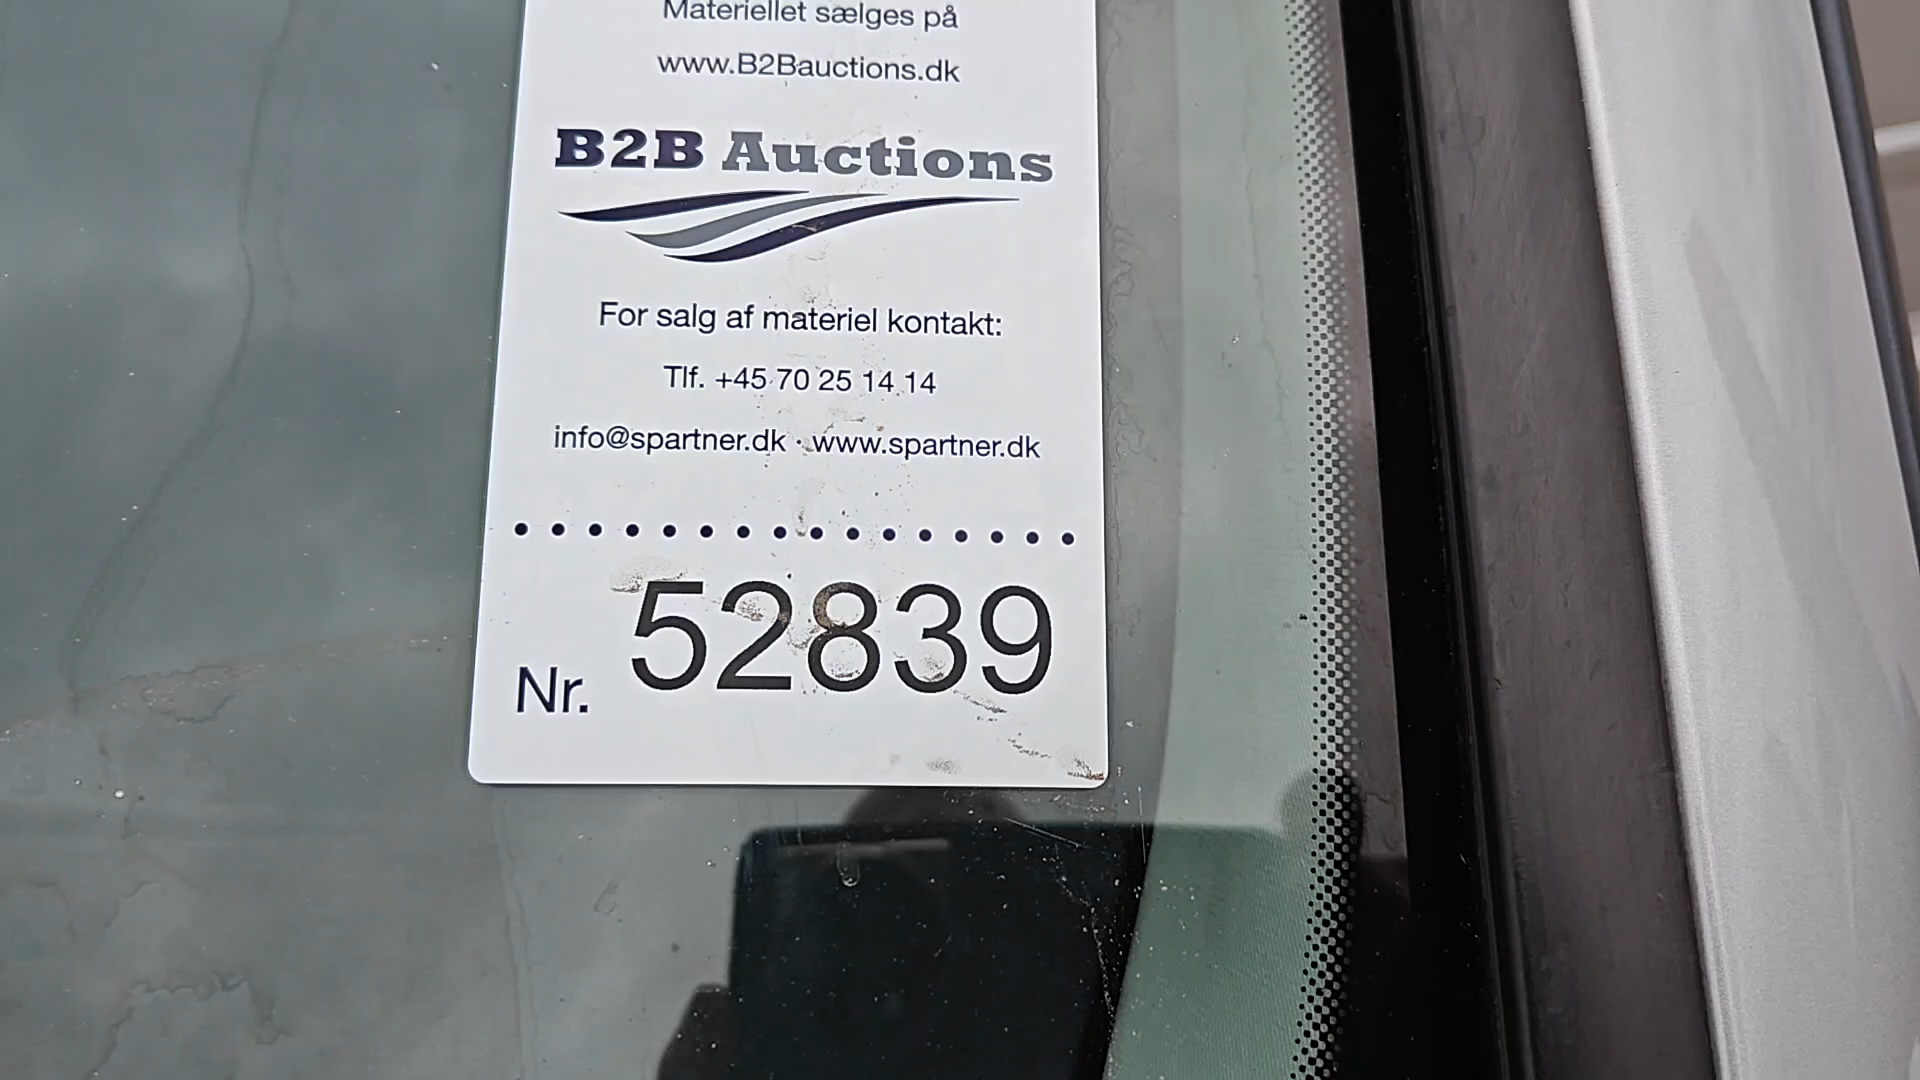 Materiellet sælges på
www.B2Bauctions.dk
B2B Auctions
For salg af materiel kontakt:
Tlf. +45 70 25 14 14
info@spartner.dk · www.spartner.dk
Nr. 52839